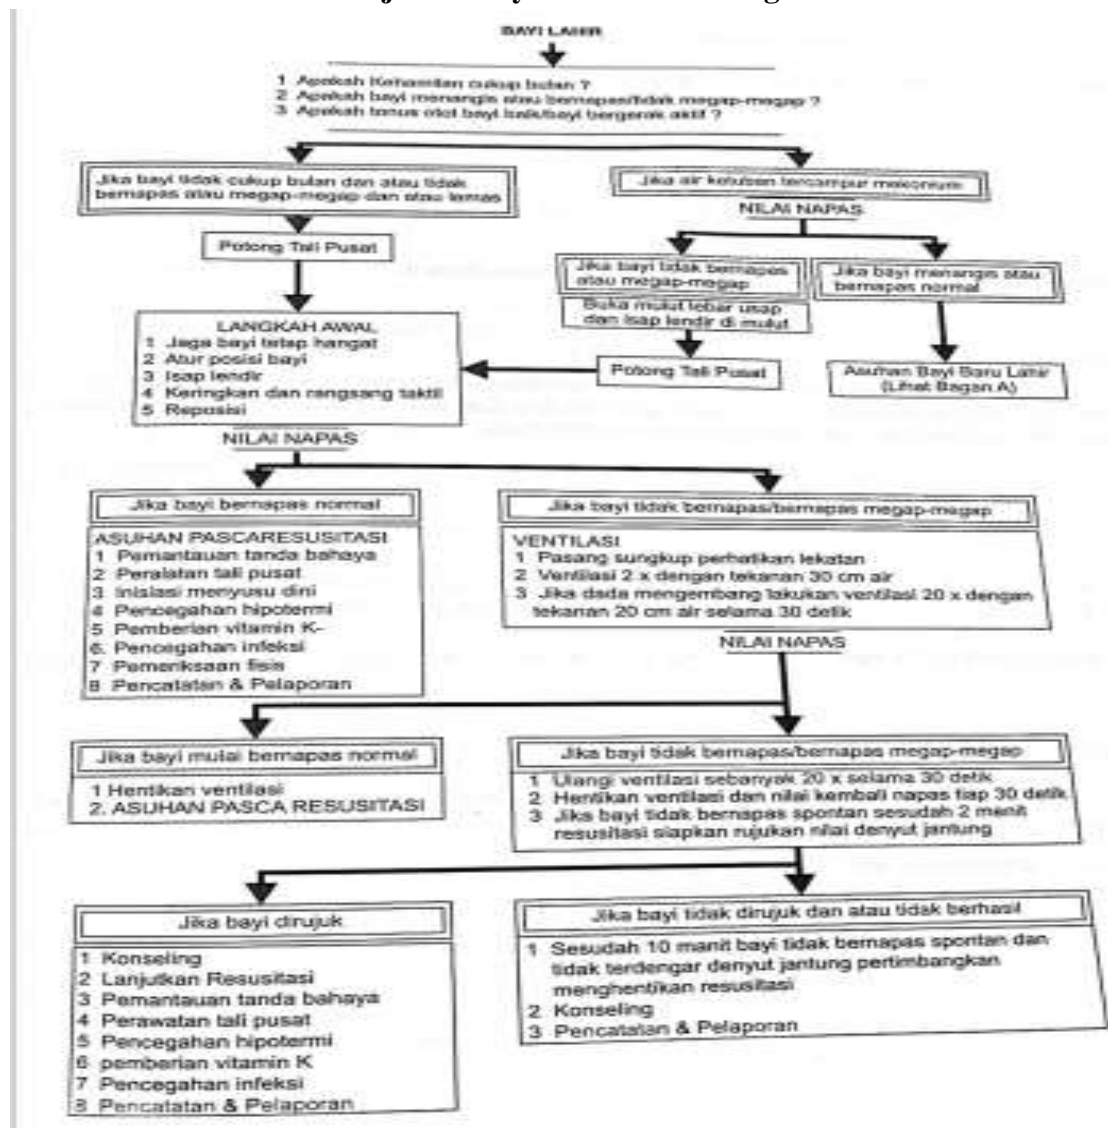 BAYI LAHIR
1 Apakah Kehamilan cukup bulan ?
2 Apakah bayi menangis atau bernapas/tidak megap-megap ?
3 Apakah tonus otot bayi baik/bayi bergerak aktif ?
Jika bayi tidak cukup bulan dan atau tidak
bernapas atau megap-megap dan atau lemas
Jika air ketuban tercampur mekonium
NILAI NAPAS
Potong Tali Pusat
Jika bayi tidak bernapas
atau megap-megap
Jika bayi menangis atau
bernapas normal
Buka mulut lebar usap
dan isap lendir di mulut
LANGKAH AWAL
1 Jaga bayi tetap hangat
2 Atur posisi bayi
3 Isap lendir
4 Keringkan dan rangsang taktil
5 Reposisi
Potong Tali Pusat
Asuhan Bayi Baru Lahir
(Lihat Bagan A)
NILAI NAPAS
Jika bayi bernapas normal
ASUHAN PASCARESUSITASI
1 Pemantauan tanda bahaya
2 Peralatan tali pusat
3 Inisiasi menyusu dini
4 Pencegahan hipotermi
5 Pemberian vitamin K-
6. Pencegahan infeksi
7 Pemeriksaan fisis
8 Pencatatan & Pelaporan
Jika bayi tidak bernapas/bernapas megap-megap
VENTILASI
1 Pasang sungkup perhatikan lekatan
2 Ventilasi 2 x dengan tekanan 30 cm air
3 Jika dada mengembang lakukan ventilasi 20 x dengan
tekanan 20 cm air selama 30 detik
NILAI NAPAS
Jika bayi mulai bernapas normal
1 Hentikan ventilasi
2. ASUHAN PASCA RESUSITASI
Jika bayi tidak bernapas/bernapas megap-megap
1 Ulangi ventilasi sebanyak 20 x selama 30 detik
2 Hentikan ventilasi dan nilai kembali napas tiap 30 detik
3 Jika bayi tidak bernapas spontan sesudah 2 manit
resusitasi siapkan rujukan nilai denyut jantung
Jika bayi dirujuk
1 Konseling
2 Lanjutkan Resusitasi
3 Pemantauan tanda bahaya
4 Perawatan tali pusat
5 Pencegahan hipotermi
6 pemberian vitamin K
7 Pencegahan infeksi
8 Pencatatan & Pelaporan
Jika bayi tidak dirujuk dan atau tidak berhasil
1 Sesudah 10 manit bayi tidak bernapas spontan dan
tidak terdengar denyut jantung pertimbangkan
menghentikan resusitasi
2 Konseling
3 Pencatatan & Pelaporan